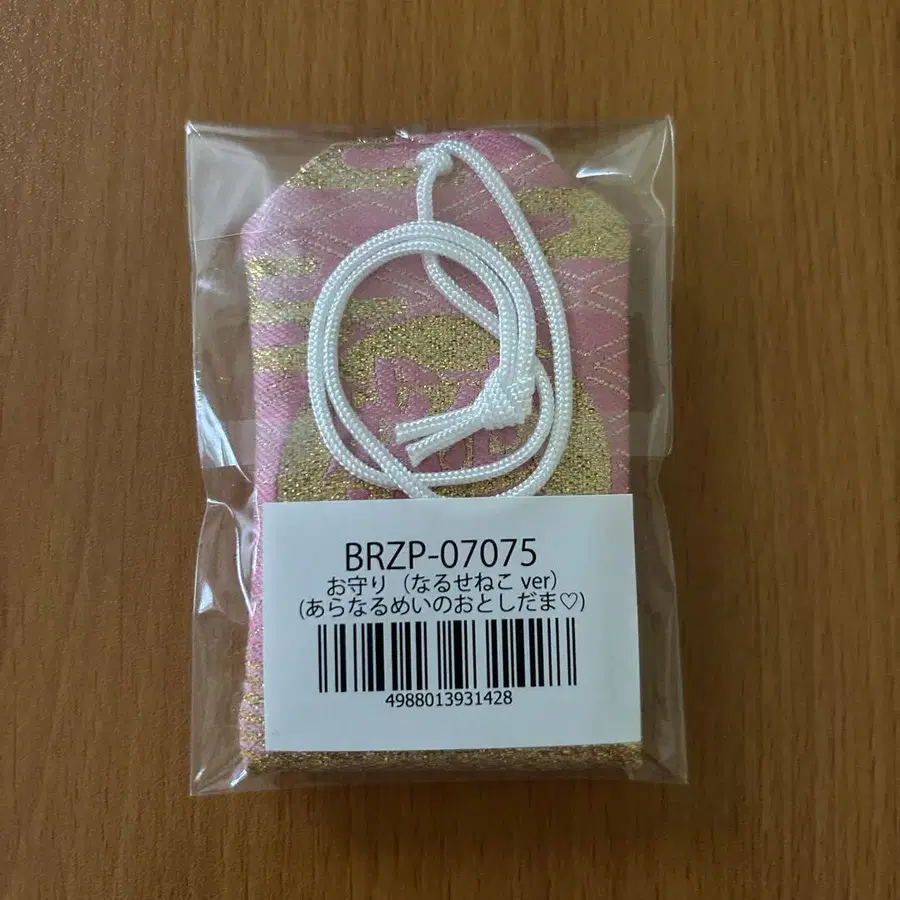 BRZP-07075
お守り（なるせねこ ver）
(あらなるめいのおとしだま♡)
4988013931428